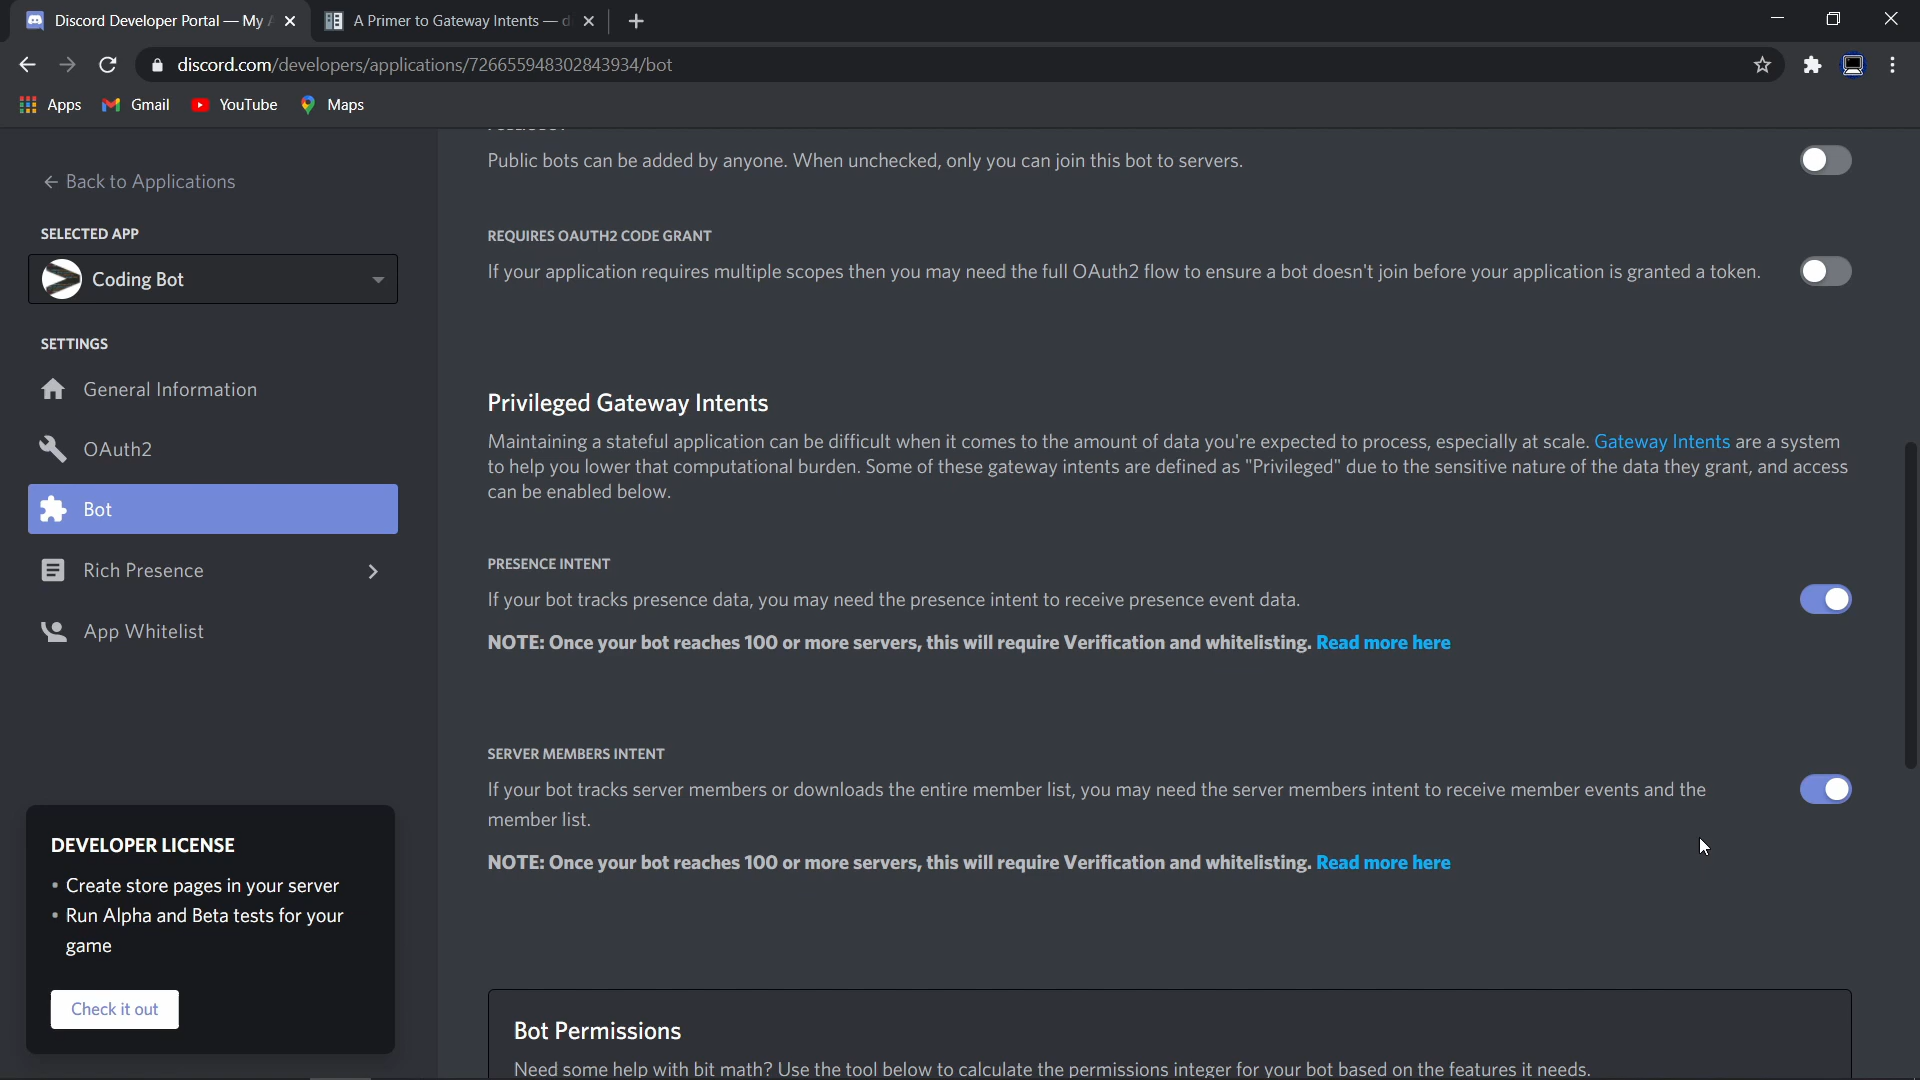 Discord Developer Portal — My
A Primer to Gateway Intents — d
discord.com/developers/applications/726655948302843934/bot
Apps
Gmail
YouTube
Maps
Back to Applications
SELECTED APP
Coding Bot
SETTINGS
General Information
OAuth2
Bot
Rich Presence
App Whitelist
DEVELOPER LICENSE
• Create store pages in your server
• Run Alpha and Beta tests for your
game
Check it out
Public bots can be added by anyone. When unchecked, only you can join this bot to servers.
REQUIRES OAUTH2 CODE GRANT
If your application requires multiple scopes then you may need the full OAuth2 flow to ensure a bot doesn't join before your application is granted a token.
Privileged Gateway Intents
Maintaining a stateful application can be difficult when it comes to the amount of data you're expected to process, especially at scale. Gateway Intents are a system
to help you lower that computational burden. Some of these gateway intents are defined as "Privileged" due to the sensitive nature of the data they grant, and access
can be enabled below.
PRESENCE INTENT
If your bot tracks presence data, you may need the presence intent to receive presence event data.
NOTE: Once your bot reaches 100 or more servers, this will require Verification and whitelisting. Read more here
SERVER MEMBERS INTENT
If your bot tracks server members or downloads the entire member list, you may need the server members intent to receive member events and the
member list.
NOTE: Once your bot reaches 100 or more servers, this will require Verification and whitelisting. Read more here
Bot Permissions
Need some help with bit math? Use the tool below to calculate the permissions integer for your bot based on the features it needs.